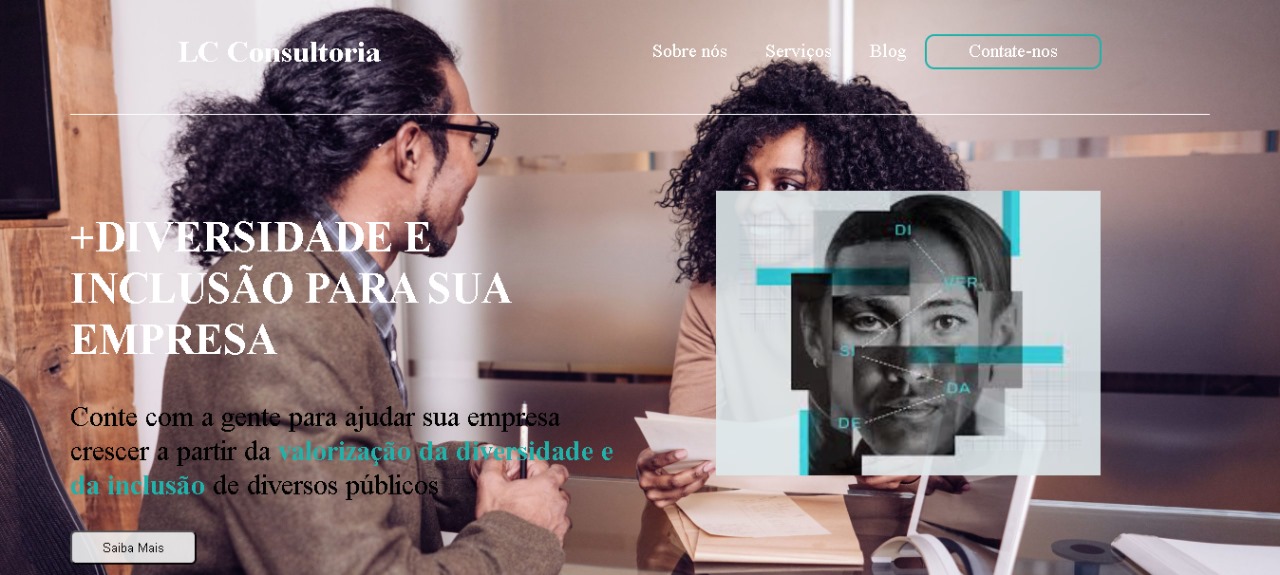 LC Consultoria
Sobre nós Serviços Blog Contate-nos
+DIVERSIDADE E
INCLUSÃO PARA SUA
EMPRESA
DI
VER
SI
DA
DE
Conte com a gente para ajudar sua empresa
crescer a partir da valorização da diversidade e
da inclusão de diversos públicos
Saiba Mais